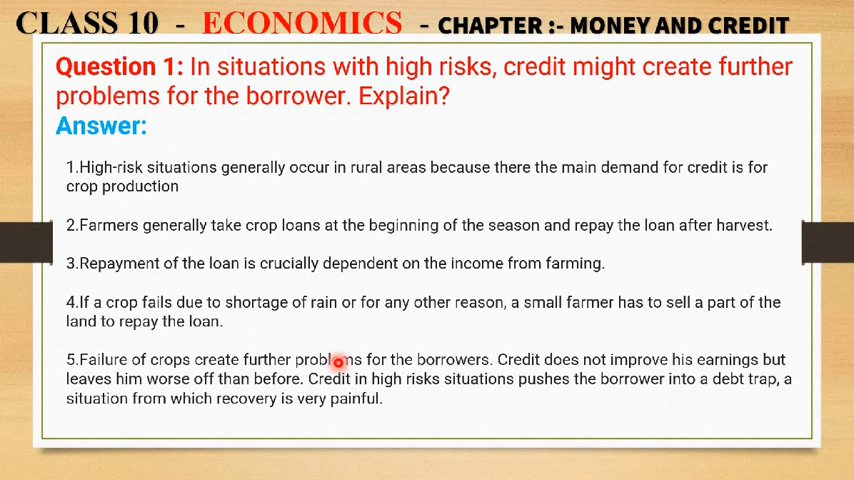 CLASS 10 - ECONOMICS - CHAPTER :- MONEY AND CREDIT
Question 1: In situations with high risks, credit might create further
problems for the borrower. Explain?
Answer:
1.High-risk situations generally occur in rural areas because there the main demand for credit is for
crop production
2.Farmers generally take crop loans at the beginning of the season and repay the loan after harvest.
3.Repayment of the loan is crucially dependent on the income from farming.
4.If a crop fails due to shortage of rain or for any other reason, a small farmer has to sell a part of the
land to repay the loan.
5.Failure of crops create further problems for the borrowers. Credit does not improve his earnings but
leaves him worse off than before. Credit in high risks situations pushes the borrower into a debt trap, a
situation from which recovery is very painful.